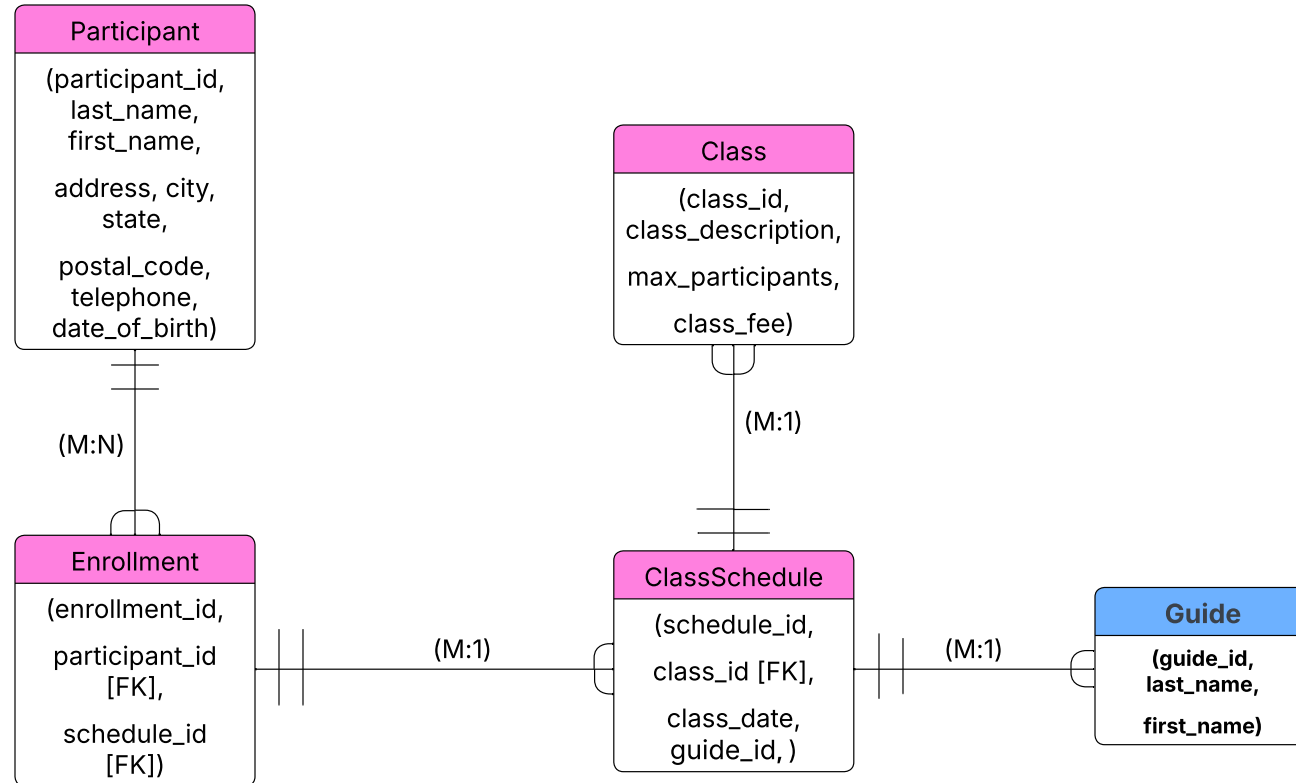 Participant
(participant_id,
last_name,
first_name,
address, city,
state,
postal_code,
telephone,
date_of_birth)
Class
(class_id,
class_description,
max_participants,
class_fee)
(M:N)
(M:1)
Enrollment
(enrollment_id,
participant_id
[FK],
schedule_id
[FK])
(M:1)
ClassSchedule
(schedule_id,
class_id [FK],
class_date,
guide_id, )
(M:1)
Guide
(guide_id,
last_name,
first_name)